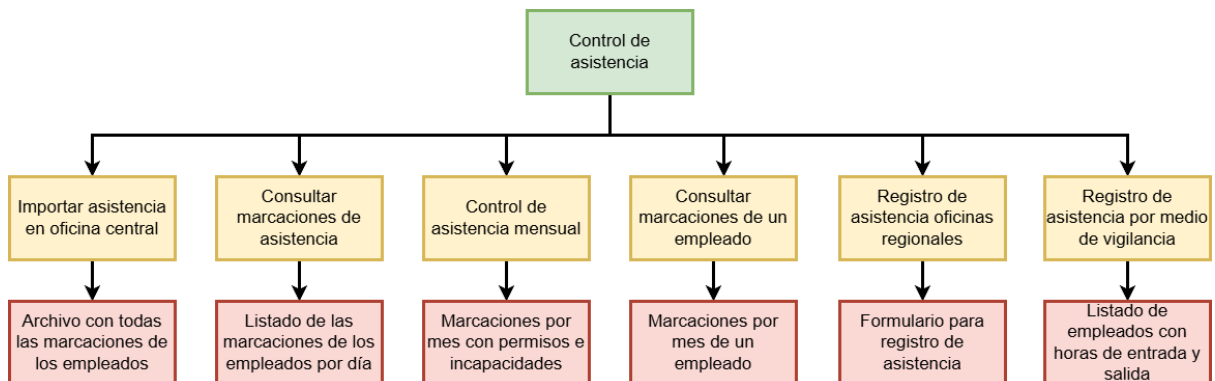 Control de
asistencia
Importar asistencia
en oficina central
Consultar
marcaciones de
asistencia
Control de
asistencia mensual
Consultar
marcaciones de un
empleado
Registro de
asistencia oficinas
regionales
Registro de
asistencia por medio
de vigilancia
Archivo con todas
las marcaciones de
los empleados
Listado de las
marcaciones de los
empleados por día
Marcaciones por
mes con permisos e
incapacidades
Marcaciones por
mes de un
empleado
Formulario para
registro de
asistencia
Listado de
empleados con
horas de entrada y
salida